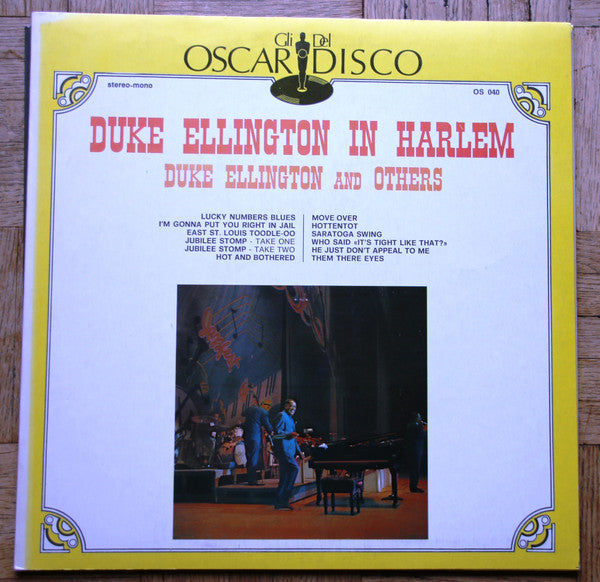 Gli Del
OSCAR DISCO
stereo-mono
OS 040
DUKE ELLINGTON IN HARLEM
DUKE ELLINGTON AND OTHERS
LUCKY NUMBERS BLUES
I'M GONNA PUT YOU RIGHT IN JAIL
EAST ST. LOUIS TOODLE-OO
JUBILEE STOMP - TAKE ONE
JUBILEE STOMP - TAKE TWO
HOT AND BOTHERED
MOVE OVER
HOTTENTOT
SARATOGA SWING
WHO SAID «IT'S TIGHT LIKE THAT?»
HE JUST DON'T APPEAL TO ME
THEM THERE EYES